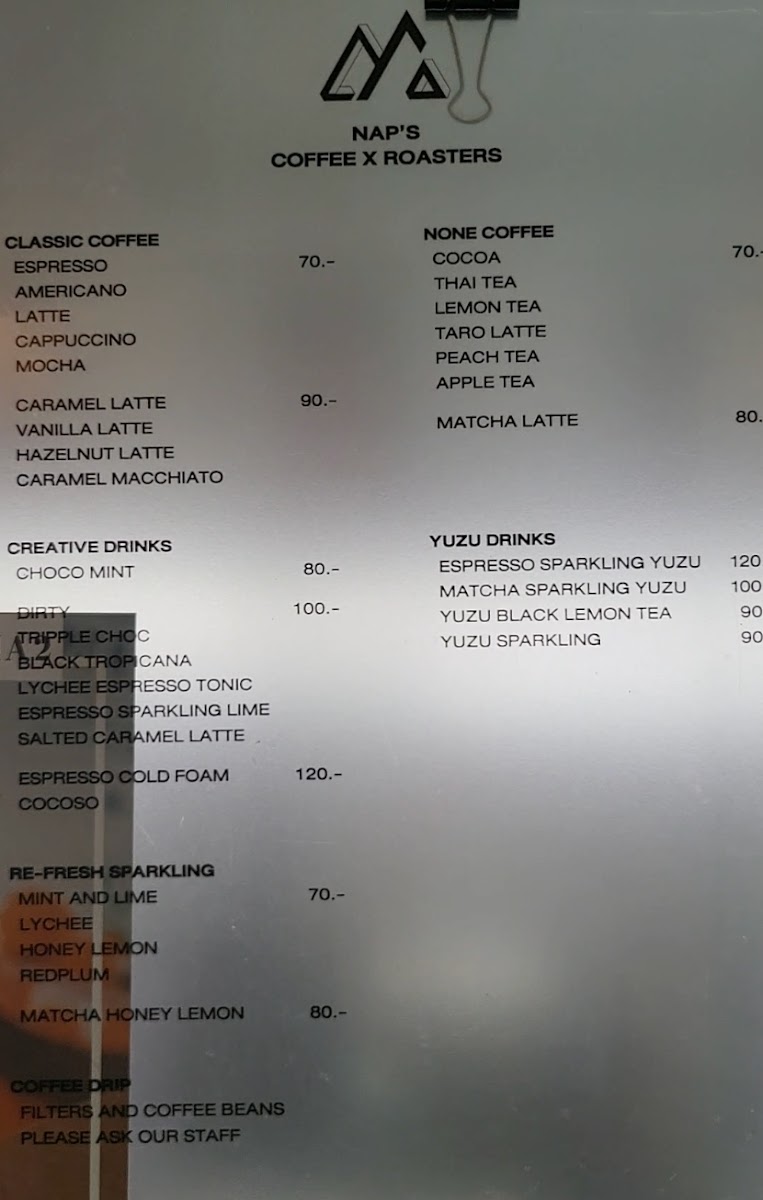 NAP'S
COFFEE X ROASTERS
CLASSIC COFFEE
ESPRESSO 70.-
AMERICANO
LATTE
CAPPUCCINO
MOCHA
CARAMEL LATTE 90.-
VANILLA LATTE
HAZELNUT LATTE
CARAMEL MACCHIATO
CREATIVE DRINKS
CHOCO MINT 80.-
DIRTY 100.-
TRIPPLE CHOC
BLACK TROPICANA
LYCHEE ESPRESSO TONIC
ESPRESSO SPARKLING LIME
SALTED CARAMEL LATTE
ESPRESSO COLD FOAM 120.-
COCOSO
RE-FRESH SPARKLING
MINT AND LIME 70.-
LYCHEE
HONEY LEMON
REDPLUM
MATCHA HONEY LEMON 80.-
COFFEE DRIP
FILTERS AND COFFEE BEANS
PLEASE ASK OUR STAFF
NONE COFFEE
COCOA 70.-
THAI TEA
LEMON TEA
TARO LATTE
PEACH TEA
APPLE TEA
MATCHA LATTE 80.
YUZU DRINKS
ESPRESSO SPARKLING YUZU 120
MATCHA SPARKLING YUZU 100
YUZU BLACK LEMON TEA 90
YUZU SPARKLING 90